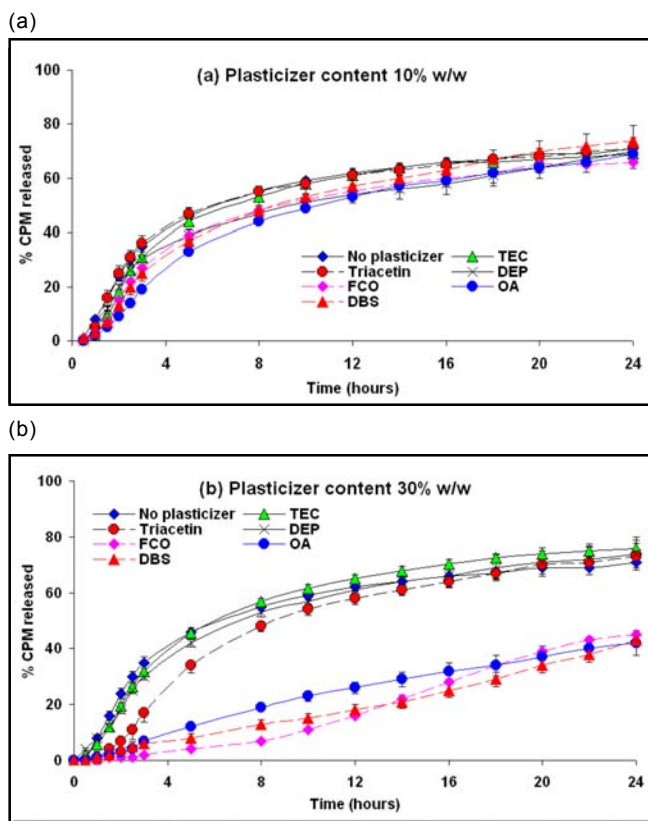 (a)
(a) Plasticizer content 10% w/w
% CPM released
100
80
60
40
20
0
No plasticizer
TEC
Triacetin
DEP
FCO
OA
DBS
0 4 8 12 16 20 24
Time (hours)
(b)
(b) Plasticizer content 30% w/w
% CPM released
100
80
60
40
20
0
No plasticizer
TEC
Triacetin
DEP
FCO
OA
DBS
0 4 8 12 16 20 24
Time (hours)